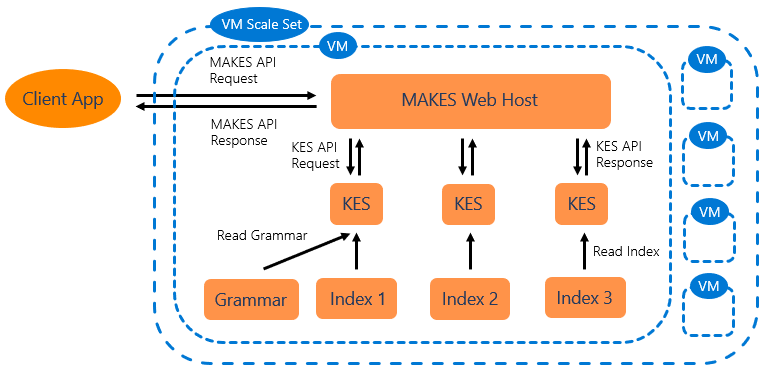 VM Scale Set
VM
MAKES API
Request
Client App
MAKES Web Host
MAKES API
Response
KES API
Request
KES API
Response
KES
KES
KES
Read Grammar
Read Index
Grammar
Index 1
Index 2
Index 3
VM
VM
VM
VM